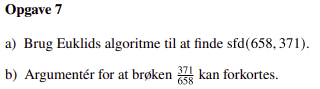 Opgave 7
a) Brug Euklids algoritme til at finde sfd(658, 371).
b) Argumentér for at brøken 371/658 kan forkortes.